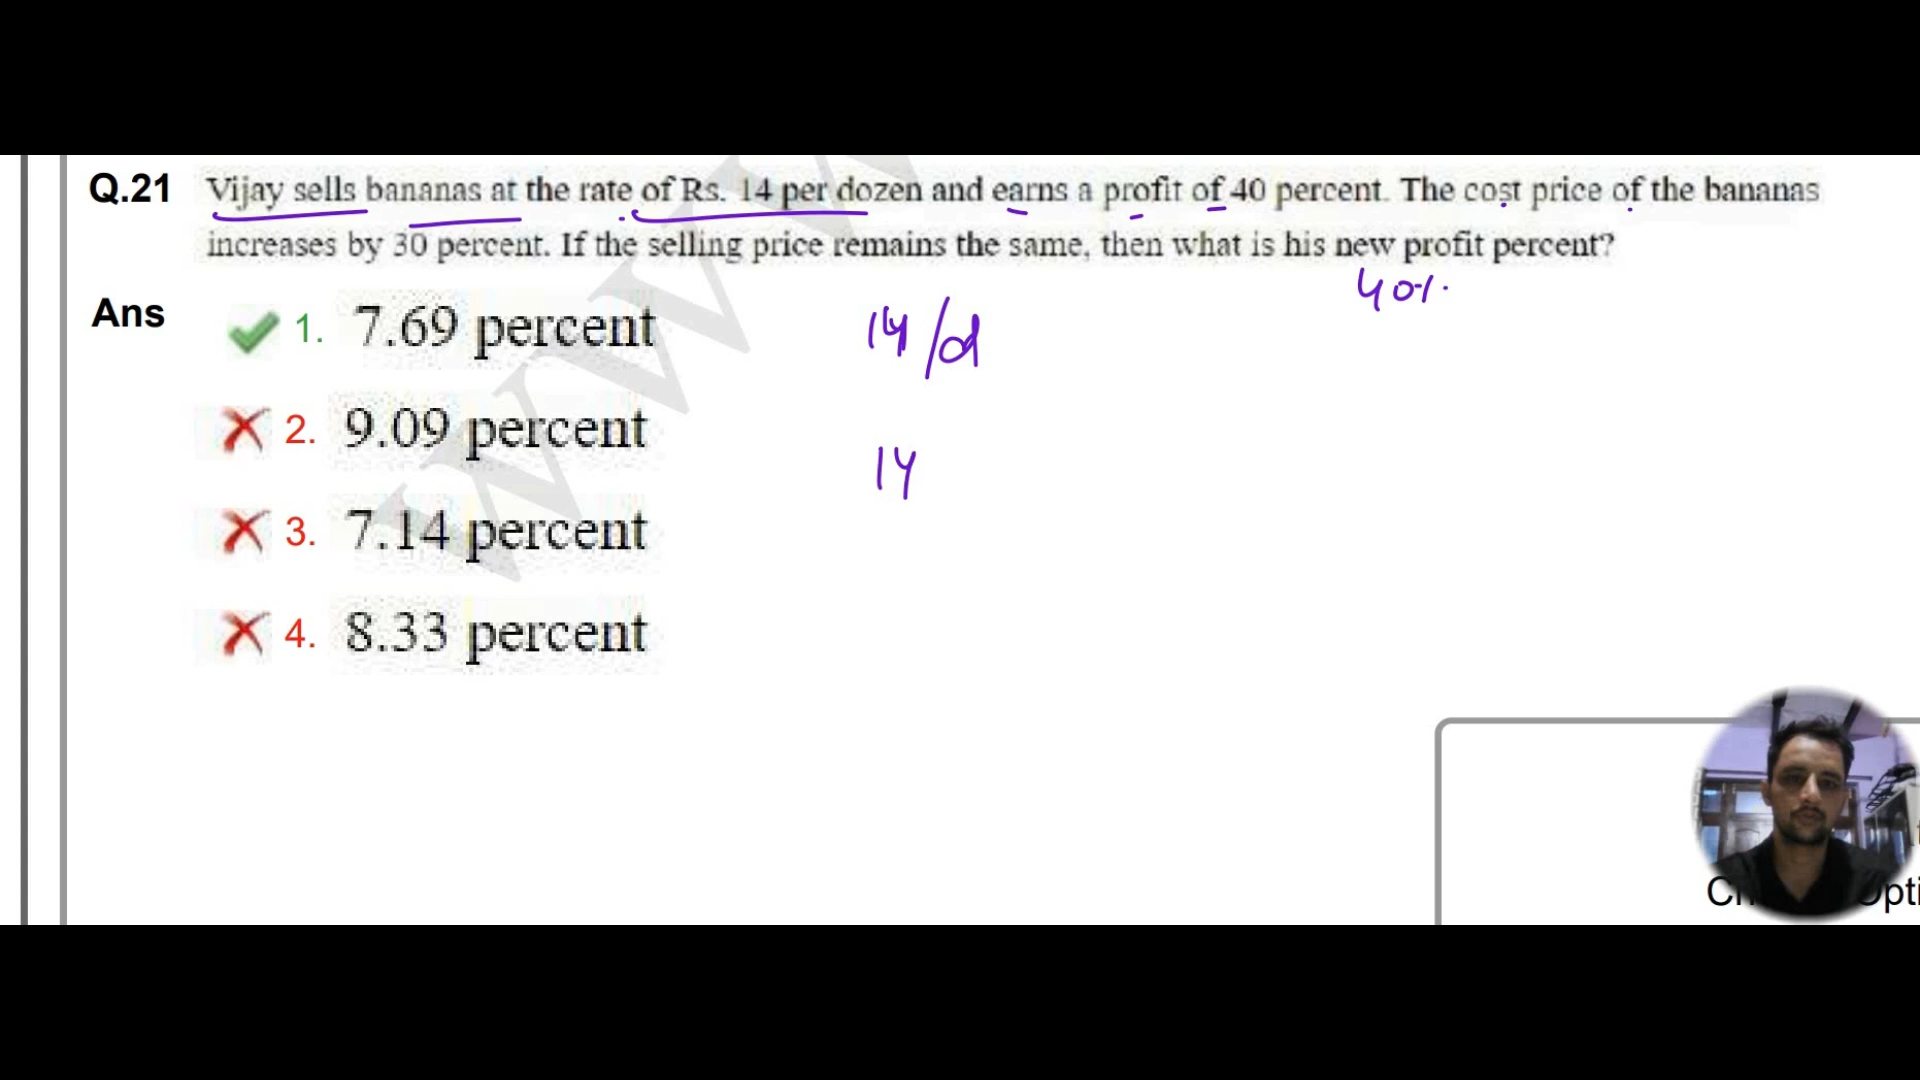 Q.21 Vijay sells bananas at the rate of Rs. 14 per dozen and earns a profit of 40 percent. The cost price of the bananas
increases by 30 percent. If the selling price remains the same, then what is his new profit percent?
40%.
Ans 1. 7.69 percent
14/d
2. 9.09 percent
14
3. 7.14 percent
4. 8.33 percent